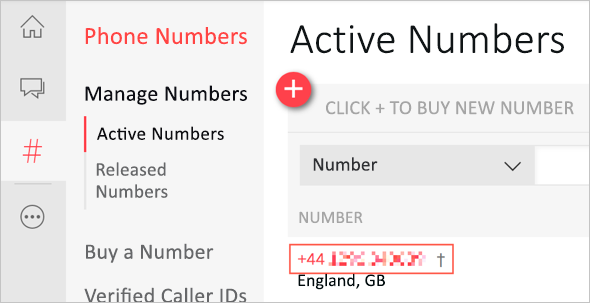 Phone Numbers
Manage Numbers
Active Numbers
Released
Numbers
Buy a Number
Verified Caller IDs
#
Active Numbers
+
CLICK + TO BUY NEW NUMBER
Number
NUMBER
+44 †
England, GB